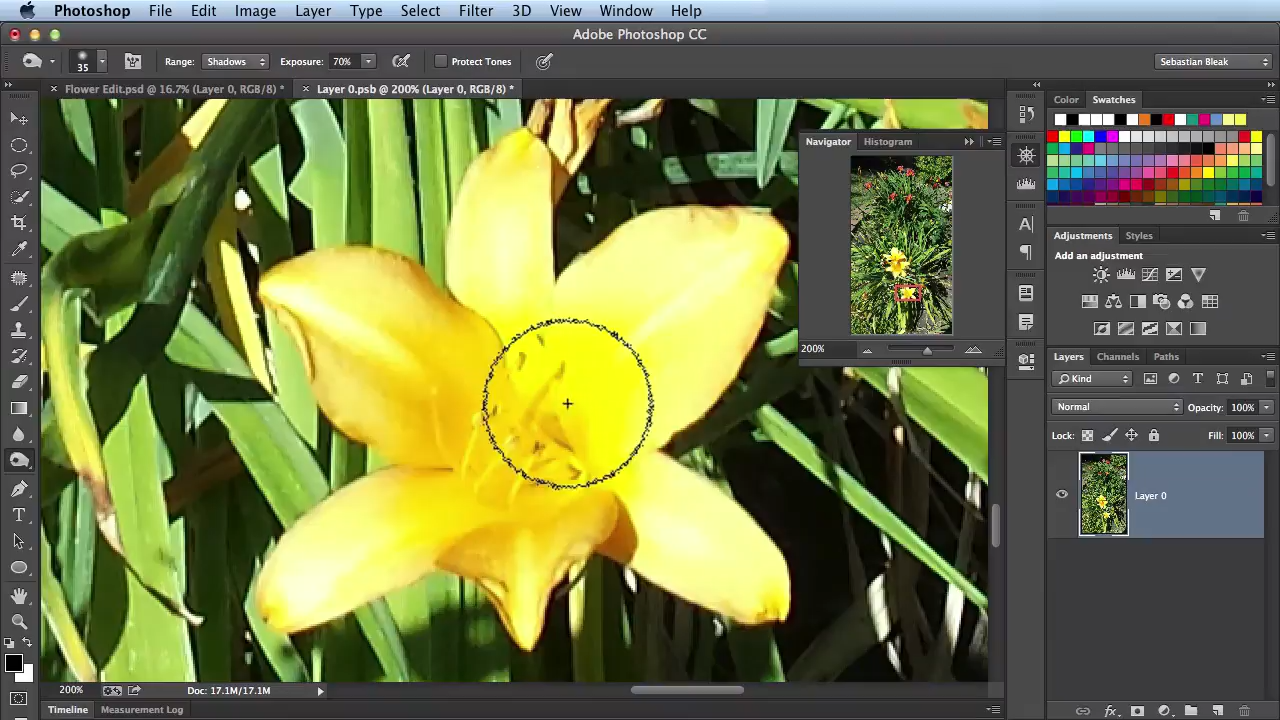 Photoshop File Edit Image Layer Type Select Filter 3D View Window Help
Adobe Photoshop CC
35 Range: Shadows Exposure: 70% Protect Tones Sebastian Bleak
Flower Edit.psd @ 16.7% (Layer 0, RGB/8) * Layer 0.psb @ 200% (Layer 0, RGB/8) *
Color Swatches
Navigator Histogram
200%
Adjustments Styles
Add an adjustment
Layers Channels Paths
Kind
Normal Opacity: 100%
Lock: Fill: 100%
Layer 0
200% Doc: 17.1M/17.1M
Timeline Measurement Log